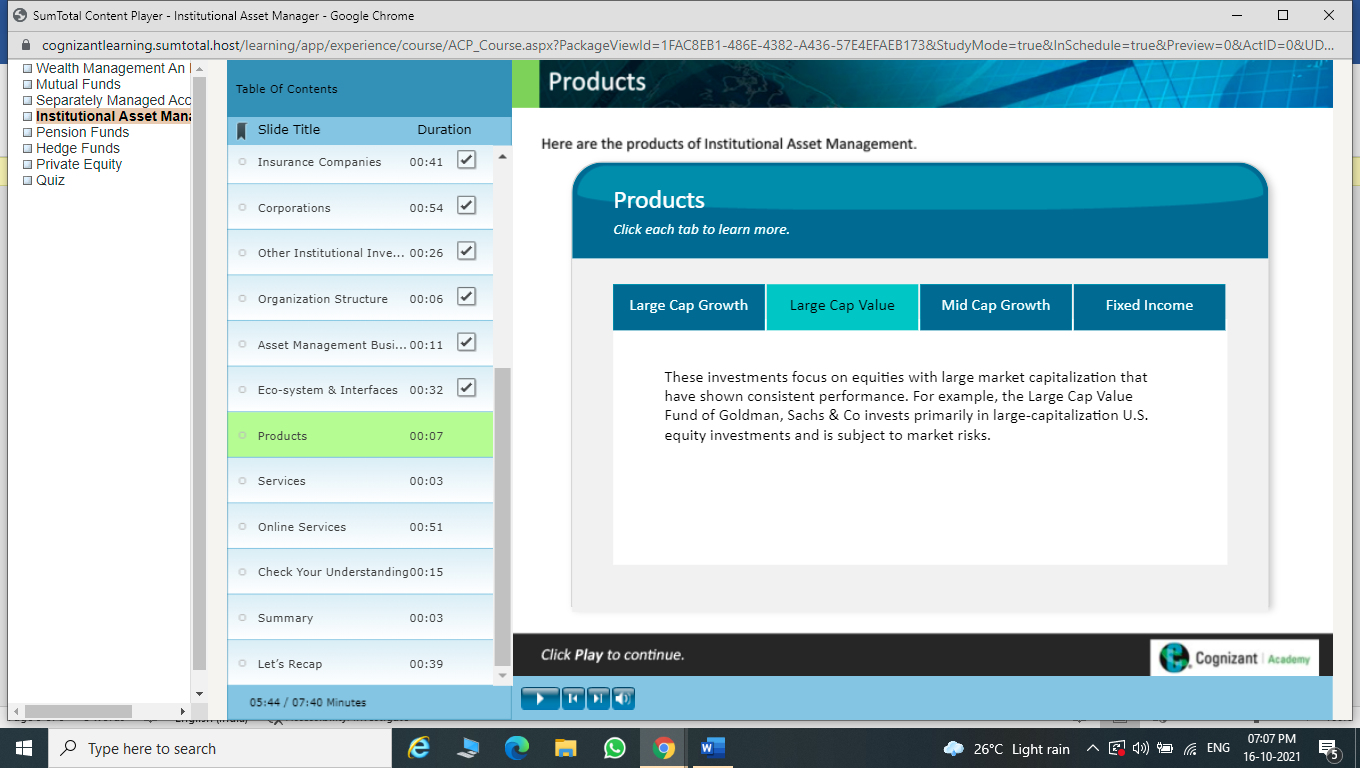 SumTotal Content Player - Institutional Asset Manager - Google Chrome
cognizantlearning.sumtotal.host/learning/app/experience/course/ACP_Course.aspx?PackageViewId=1FAC8EB1-486E-4382-A436-57E4EFAEB173&StudyMode=true&InSchedule=true&Preview=0&ActID=0&UD...
Wealth Management An
Mutual Funds
Separately Managed Acc
Institutional Asset Mana
Pension Funds
Hedge Funds
Private Equity
Quiz
Table Of Contents
Slide Title Duration
Insurance Companies 00:41
Corporations 00:54
Other Institutional Inve... 00:26
Organization Structure 00:06
Asset Management Busi... 00:11
Eco-system & Interfaces 00:32
Products 00:07
Services 00:03
Online Services 00:51
Check Your Understanding 00:15
Summary 00:03
Let's Recap 00:39
05:44 / 07:40 Minutes
Products
Here are the products of Institutional Asset Management.
Products
Click each tab to learn more.
Large Cap Growth Large Cap Value Mid Cap Growth Fixed Income
These investments focus on equities with large market capitalization that
have shown consistent performance. For example, the Large Cap Value
Fund of Goldman, Sachs & Co invests primarily in large-capitalization U.S.
equity investments and is subject to market risks.
Click Play to continue.
Cognizant | Academy
Type here to search
26°C Light rain
ENG
07:07 PM
16-10-2021
5